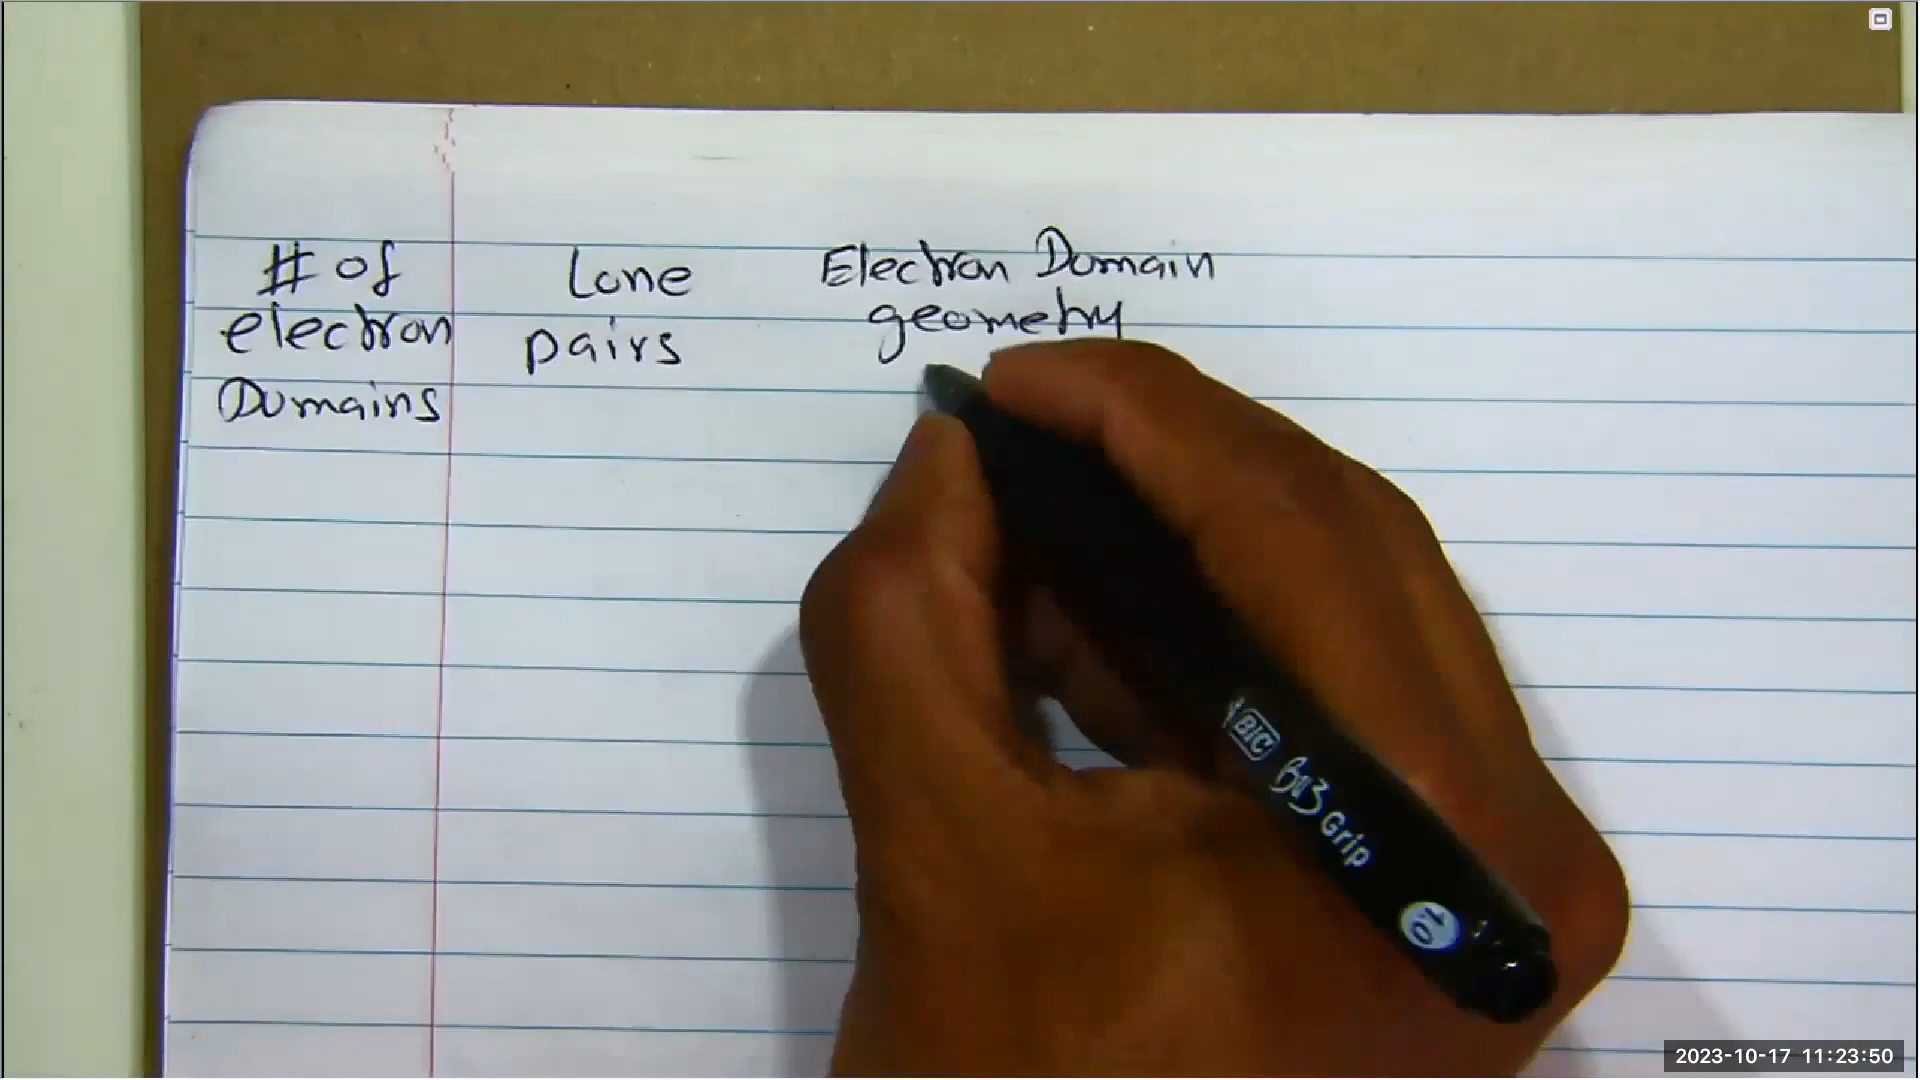 # of
electron
Domains
Lone
pairs
Electron Domain
geometry
BIC Bu3 Grip
1.0
2023-10-17 11:23:50